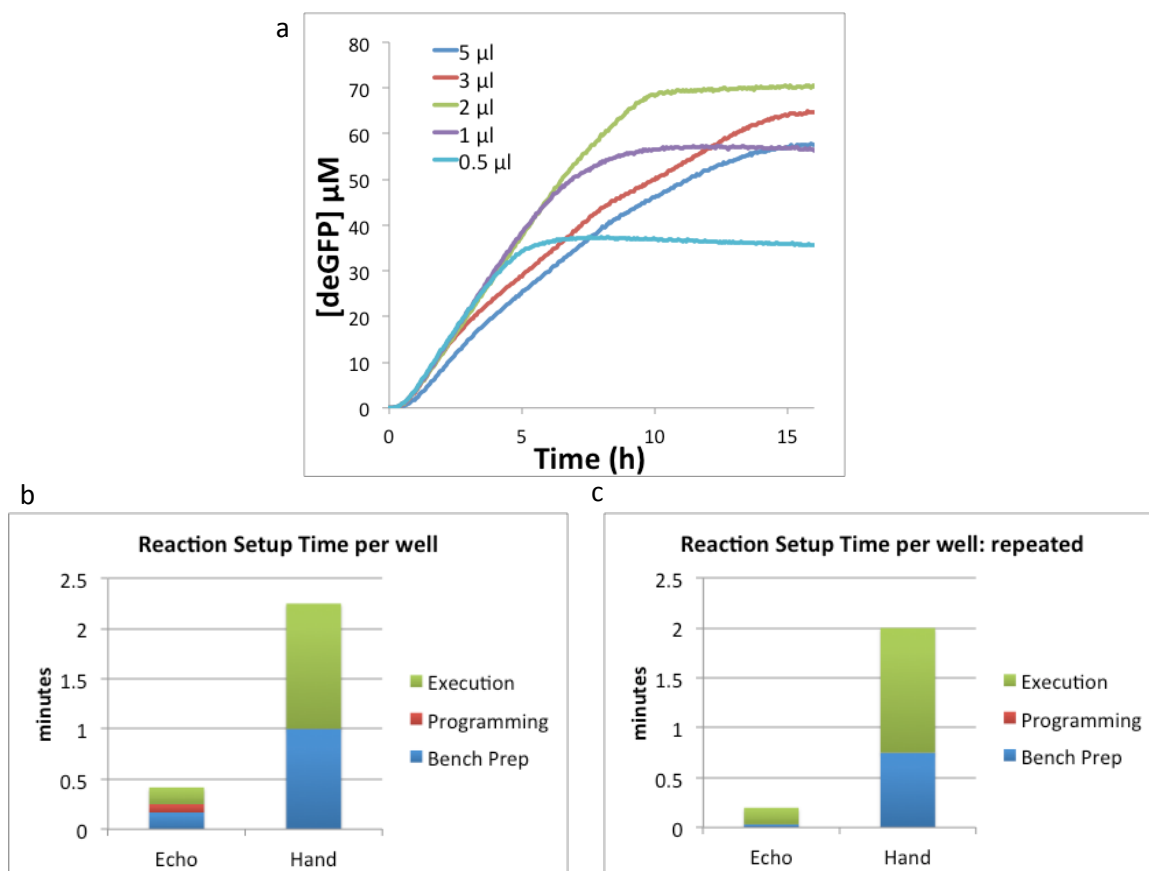 a
80
70
60
50
40
30
20
10
0
[deGFP] µM
5 µl
3 µl
2 µl
1 µl
0.5 µl
0 5 10 15
Time (h)
b
Reaction Setup Time per well
2.5
2
1.5
1
0.5
0
minutes
Execution
Programming
Bench Prep
Echo Hand
c
Reaction Setup Time per well: repeated
2.5
2
1.5
1
0.5
0
minutes
Execution
Programming
Bench Prep
Echo Hand